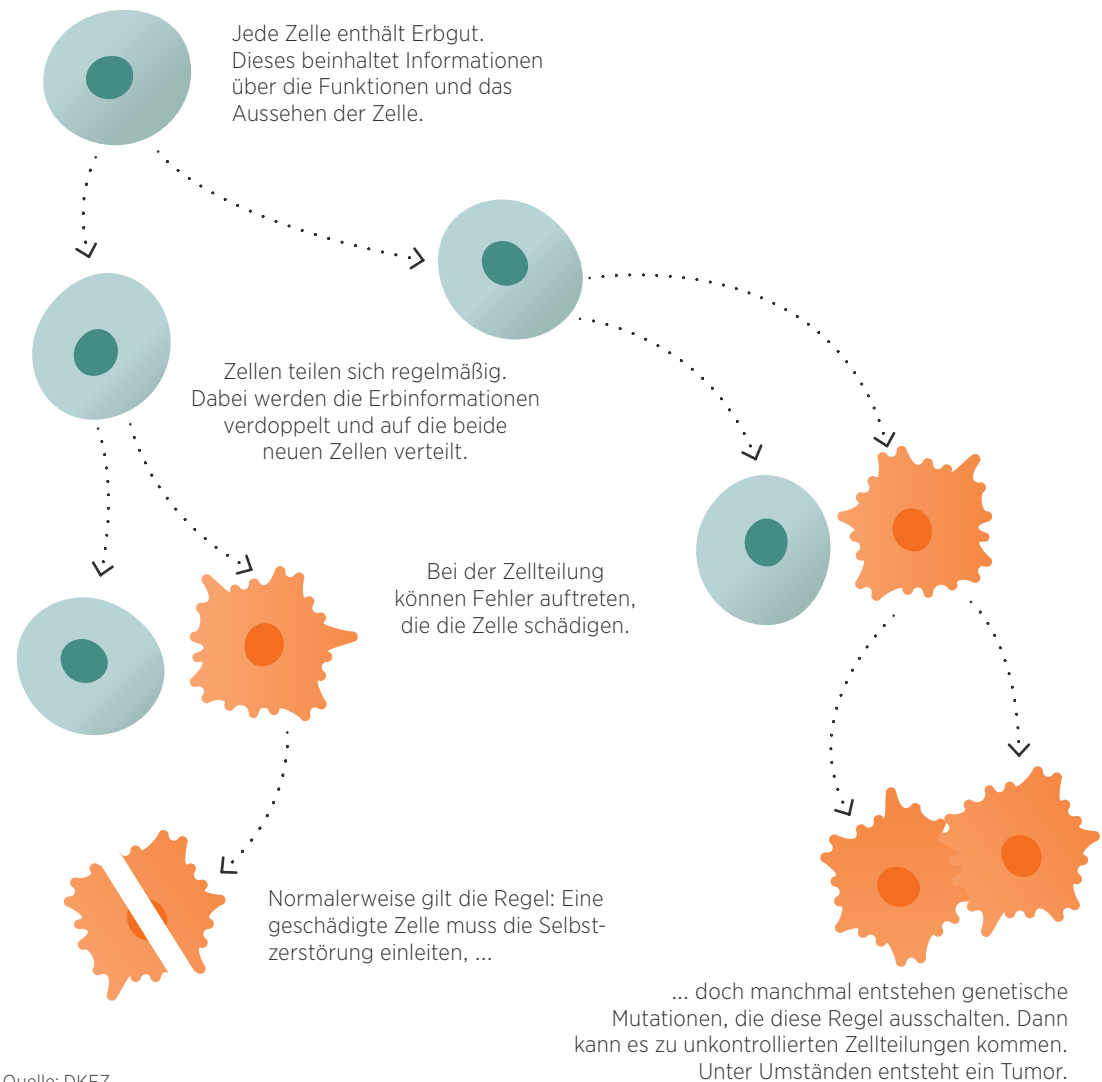 Jede Zelle enthält Erbgut.
Dieses beinhaltet Informationen
über die Funktionen und das
Aussehen der Zelle.
Zellen teilen sich regelmäßig.
Dabei werden die Erbinformationen
verdoppelt und auf die beide
neuen Zellen verteilt.
Bei der Zellteilung
können Fehler auftreten,
die die Zelle schädigen.
Normalerweise gilt die Regel: Eine
geschädigte Zelle muss die Selbst-
zerstörung einleiten, ...
... doch manchmal entstehen genetische
Mutationen, die diese Regel ausschalten. Dann
kann es zu unkontrollierten Zellteilungen kommen.
Unter Umständen entsteht ein Tumor.
Quelle: